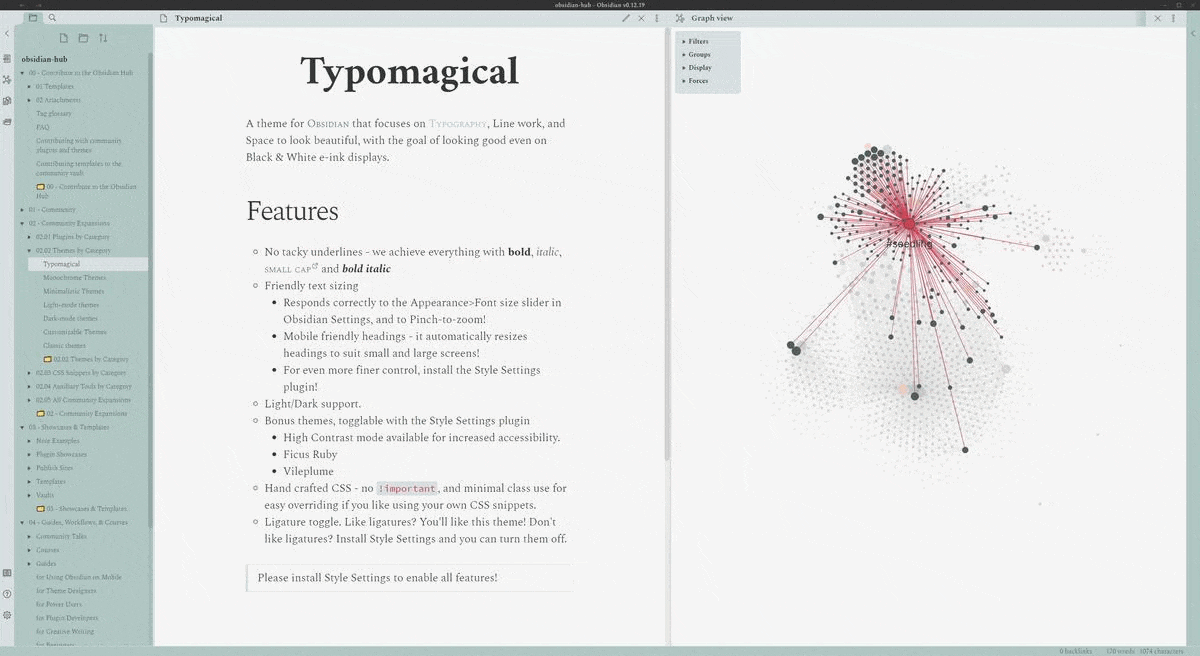 obsidian-hub - Obsidian v0.12.19
Typomagical
Graph view
obsidian-hub
00 - Contribute to the Obsidian Hub
01 Templates
02 Attachments
Tag glossary
FAQ
Contributing with community
plugins and themes
Contributing templates to the
community vault
00 - Contribute to the Obsidian
Hub
01 - Community
02 - Community Expansions
02.01 Plugins by Category
02.02 Themes by Category
Typomagical
Monochrome Themes
Minimalistic Themes
Light-mode themes
Dark-mode themes
Customizable Themes
Classic themes
02.02 Themes by Category
02.03 CSS Snippets by Category
02.04 Auxiliary Tools by Category
02.05 All Community Expansions
02 - Community Expansions
03 - Showcases & Templates
Note Examples
Plugin Showcases
Publish Sites
Templates
Vaults
03 - Showcases & Templates
04 - Guides, Workflows, & Courses
Community Talks
Courses
Guides
for Using Obsidian on Mobile
for Theme Designers
for Power Users
for Plugin Developers
for Creative Writing
for Beginners
Typomagical
A theme for Obsidian that focuses on Typography, Line work, and
Space to look beautiful, with the goal of looking good even on
Black & White e-ink displays.
Features
No tacky underlines - we achieve everything with bold, italic,
small cap and bold italic
Friendly text sizing
Responds correctly to the Appearance>Font size slider in
Obsidian Settings, and to Pinch-to-zoom!
Mobile friendly headings - it automatically resizes
headings to suit small and large screens!
For even more finer control, install the Style Settings
plugin!
Light/Dark support.
Bonus themes, togglable with the Style Settings plugin
High Contrast mode available for increased accessibility.
Ficus Ruby
Vileplume
Hand crafted CSS - no !important, and minimal class use for
easy overriding if you like using your own CSS snippets.
Ligature toggle. Like ligatures? You'll like this theme! Don't
like ligatures? Install Style Settings and you can turn them off.
Please install Style Settings to enable all features!
Filters
Groups
Display
Forces
#seedling
0 backlinks
170 words 1074 characters